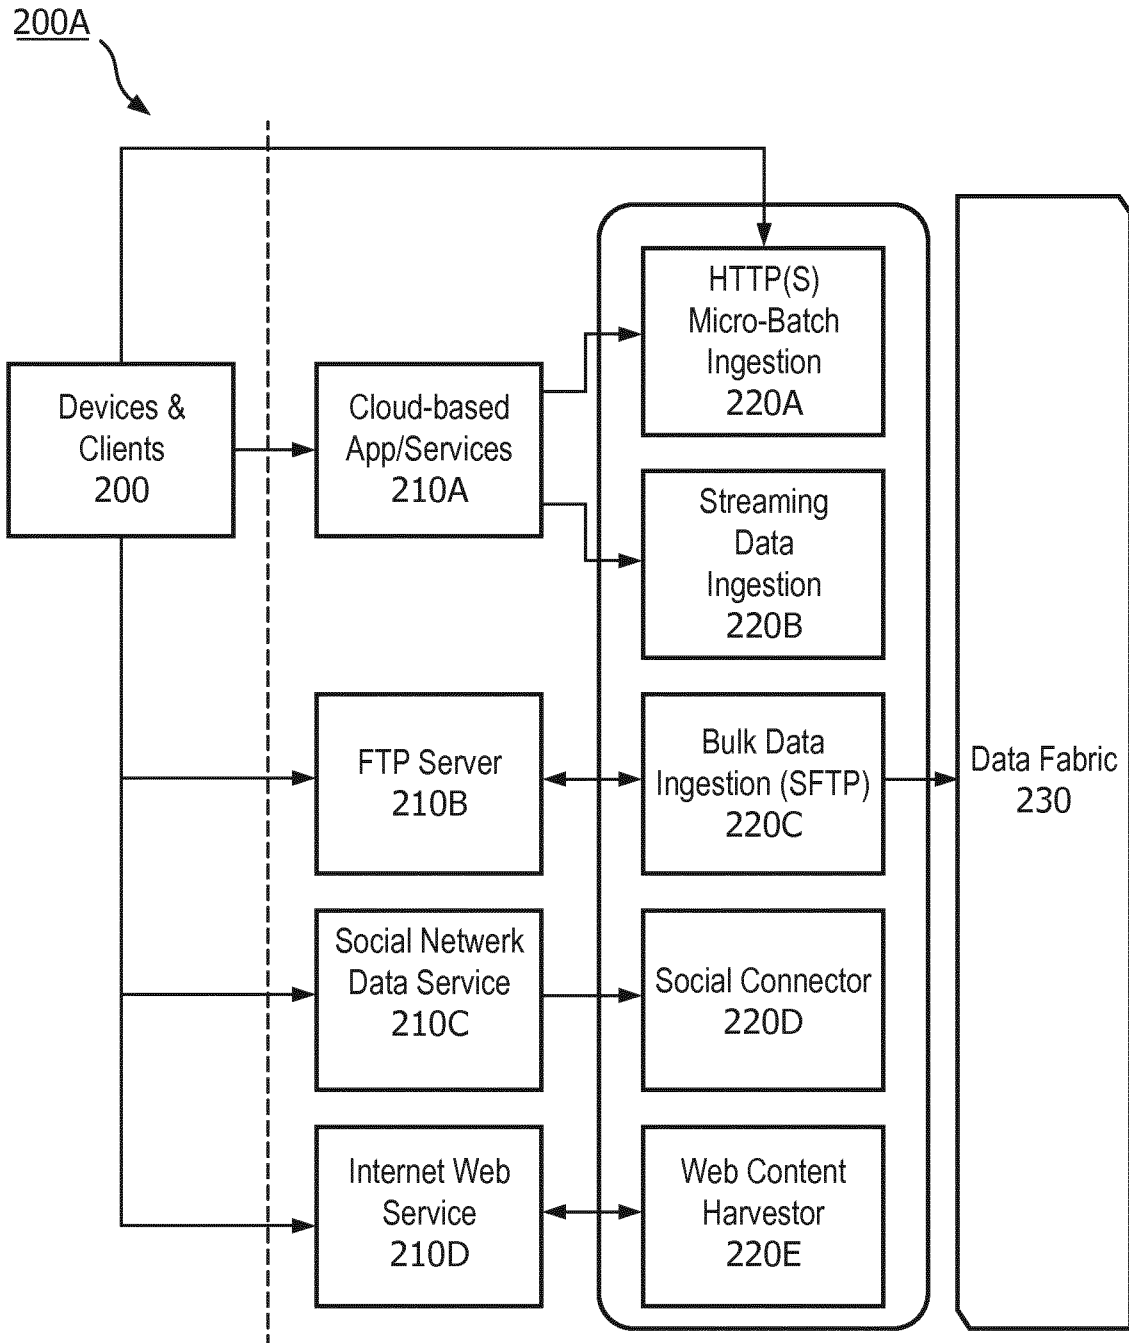 200A
Devices &
Clients
200
Cloud-based
App/Services
210A
HTTP(S)
Micro-Batch
Ingestion
220A
Streaming
Data
Ingestion
220B
FTP Server
210B
Bulk Data
Ingestion (SFTP)
220C
Data Fabric
230
Social Netwerk
Data Service
210C
Social Connector
220D
Internet Web
Service
210D
Web Content
Harvestor
220E